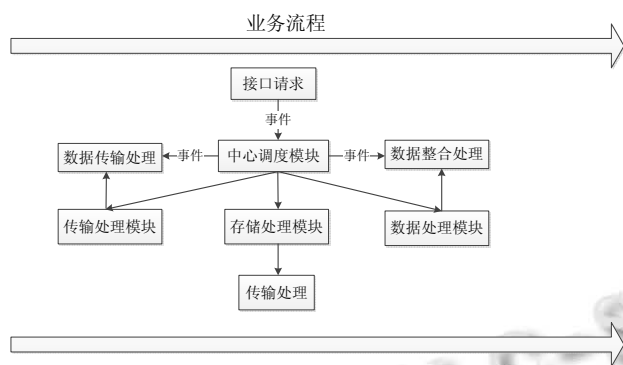 业务流程
接口请求
事件
数据传输处理
事件
中心调度模块
事件
数据整合处理
传输处理模块
存储处理模块
数据处理模块
传输处理